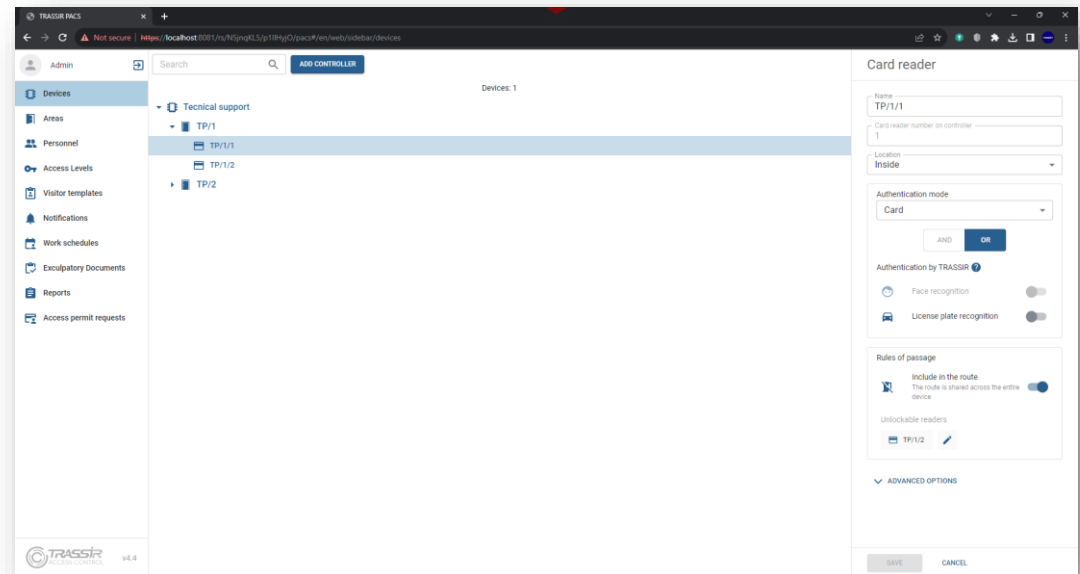 TRASSIR PACS
Not secure | https://localhost:8081/rs/N5jnqKL5/p1IlHyjO/pacs#/en/web/sidebar/devices
Admin
Search
ADD CONTROLLER
Card reader
Devices: 1
Devices
Areas
Personnel
Access Levels
Visitor templates
Notifications
Work schedules
Exculpatory Documents
Reports
Access permit requests
Tecnical support
TP/1
TP/1/1
TP/1/2
TP/2
Name
TP/1/1
Card reader number on controller
1
Location
Inside
Authentication mode
Card
AND OR
Authentication by TRASSIR ?
Face recognition
License plate recognition
Rules of passage
Include in the route
The route is shared across the entire
device
Unlockable readers
TP/1/2
ADVANCED OPTIONS
TRASSIR
ACCESS CONTROL
v4.4
SAVE CANCEL